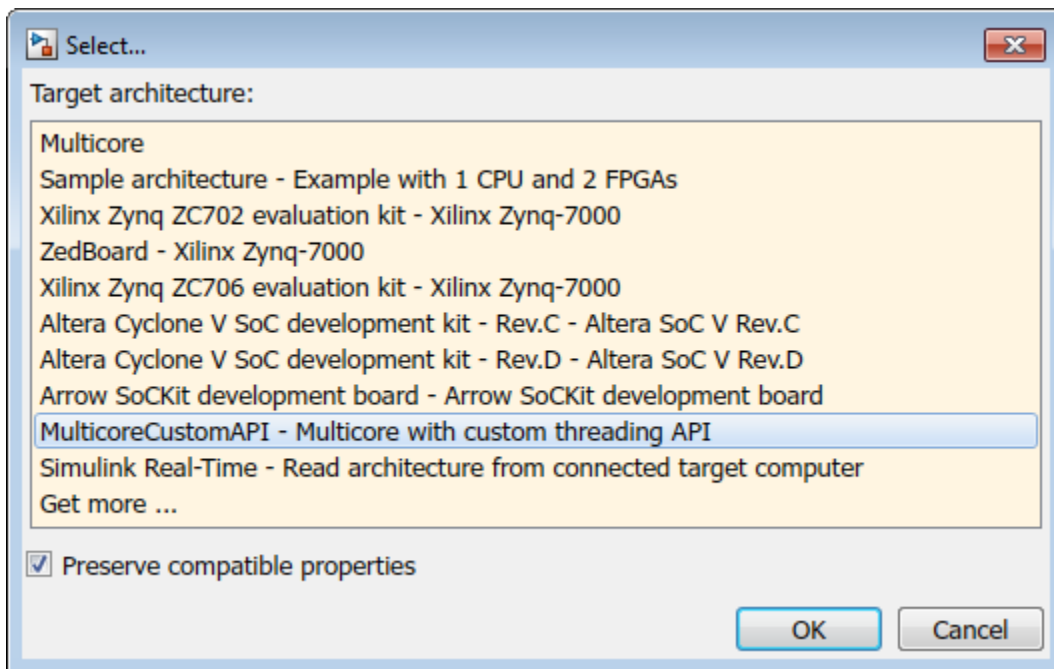 Select...
Target architecture:
Multicore
Sample architecture - Example with 1 CPU and 2 FPGAs
Xilinx Zynq ZC702 evaluation kit - Xilinx Zynq-7000
ZedBoard - Xilinx Zynq-7000
Xilinx Zynq ZC706 evaluation kit - Xilinx Zynq-7000
Altera Cyclone V SoC development kit - Rev.C - Altera SoC V Rev.C
Altera Cyclone V SoC development kit - Rev.D - Altera SoC V Rev.D
Arrow SoCKit development board - Arrow SoCKit development board
MulticoreCustomAPI - Multicore with custom threading API
Simulink Real-Time - Read architecture from connected target computer
Get more ...
Preserve compatible properties
OK Cancel